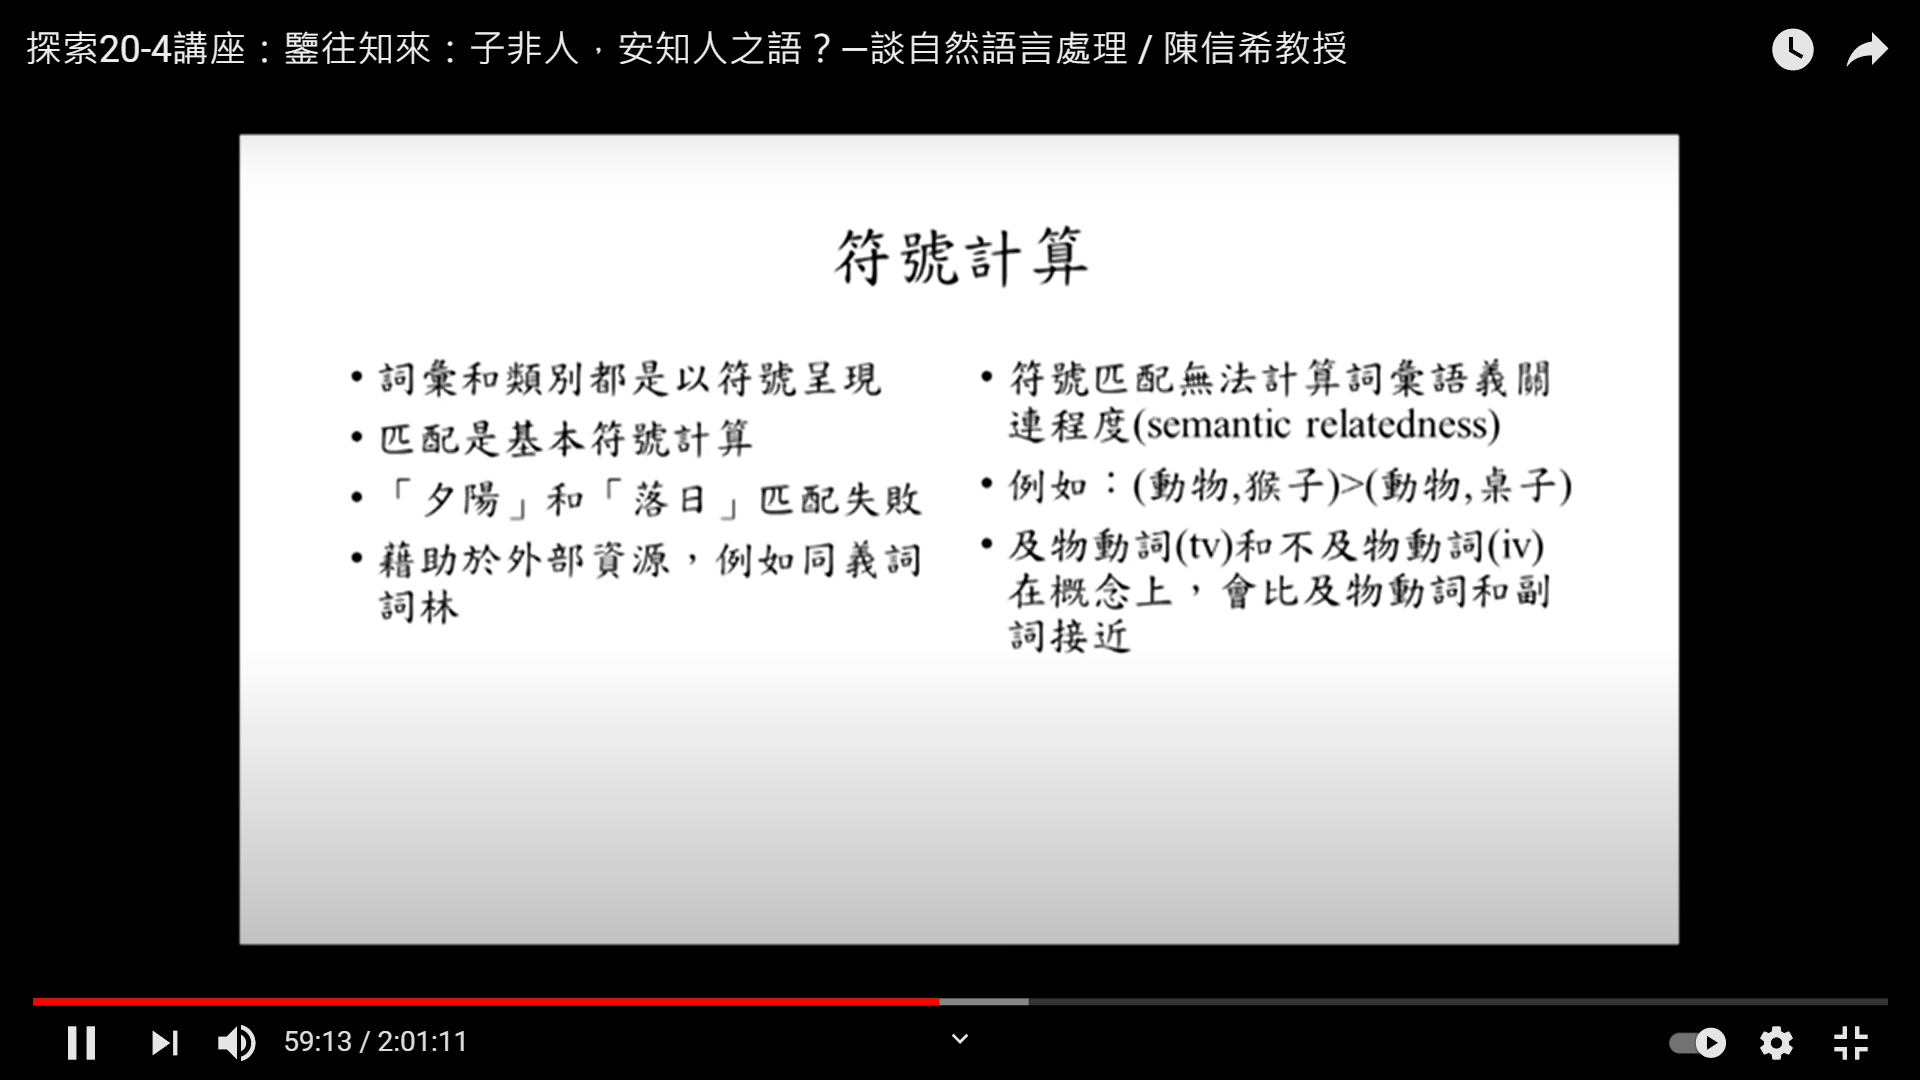 探索20-4講座：鑒往知來：子非人，安知人之語？—談自然語言處理 / 陳信希教授
符號計算
• 詞彙和類別都是以符號呈現
• 匹配是基本符號計算
• 「夕陽」和「落日」匹配失敗
• 藉助於外部資源，例如同義詞
詞林
• 符號匹配無法計算詞彙語義關
連程度(semantic relatedness)
• 例如：(動物,猴子)>(動物,桌子)
• 及物動詞(tv)和不及物動詞(iv)
在概念上，會比及物動詞和副
詞接近
59:13 / 2:01:11